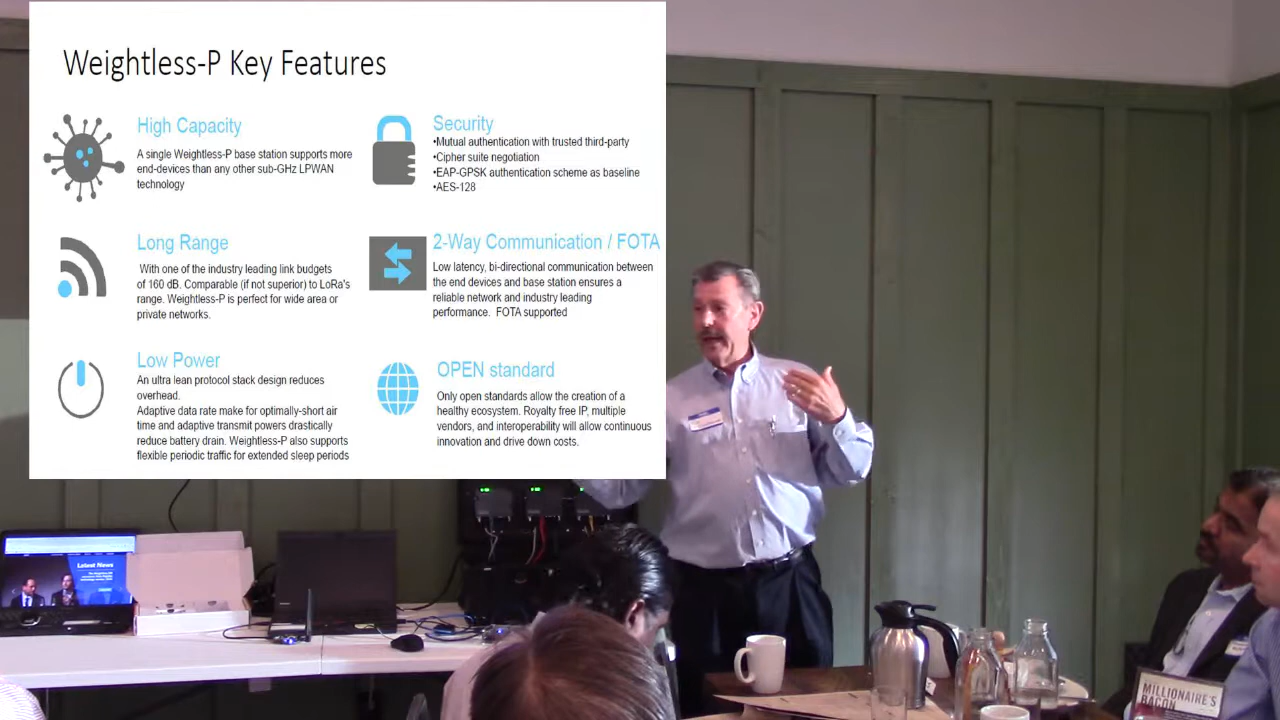 Weightless-P Key Features
High Capacity
A single Weightless-P base station supports more
end-devices than any other sub-GHz LPWAN
technology
Security
•Mutual authentication with trusted third-party
•Cipher suite negotiation
•EAP-GPSK authentication scheme as baseline
•AES-128
Long Range
With one of the industry leading link budgets
of 160 dB. Comparable (if not superior) to LoRa's
range. Weightless-P is perfect for wide area or
private networks.
2-Way Communication / FOTA
Low latency, bi-directional communication between
the end devices and base station ensures a
reliable network and industry leading
performance. FOTA supported
Low Power
An ultra lean protocol stack design reduces
overhead.
Adaptive data rate make for optimally-short air
time and adaptive transmit powers drastically
reduce battery drain. Weightless-P also supports
flexible periodic traffic for extended sleep periods
OPEN standard
Only open standards allow the creation of a
healthy ecosystem. Royalty free IP, multiple
vendors, and interoperability will allow continuous
innovation and drive down costs.
Latest News
MILLIONAIRE'S
BACON